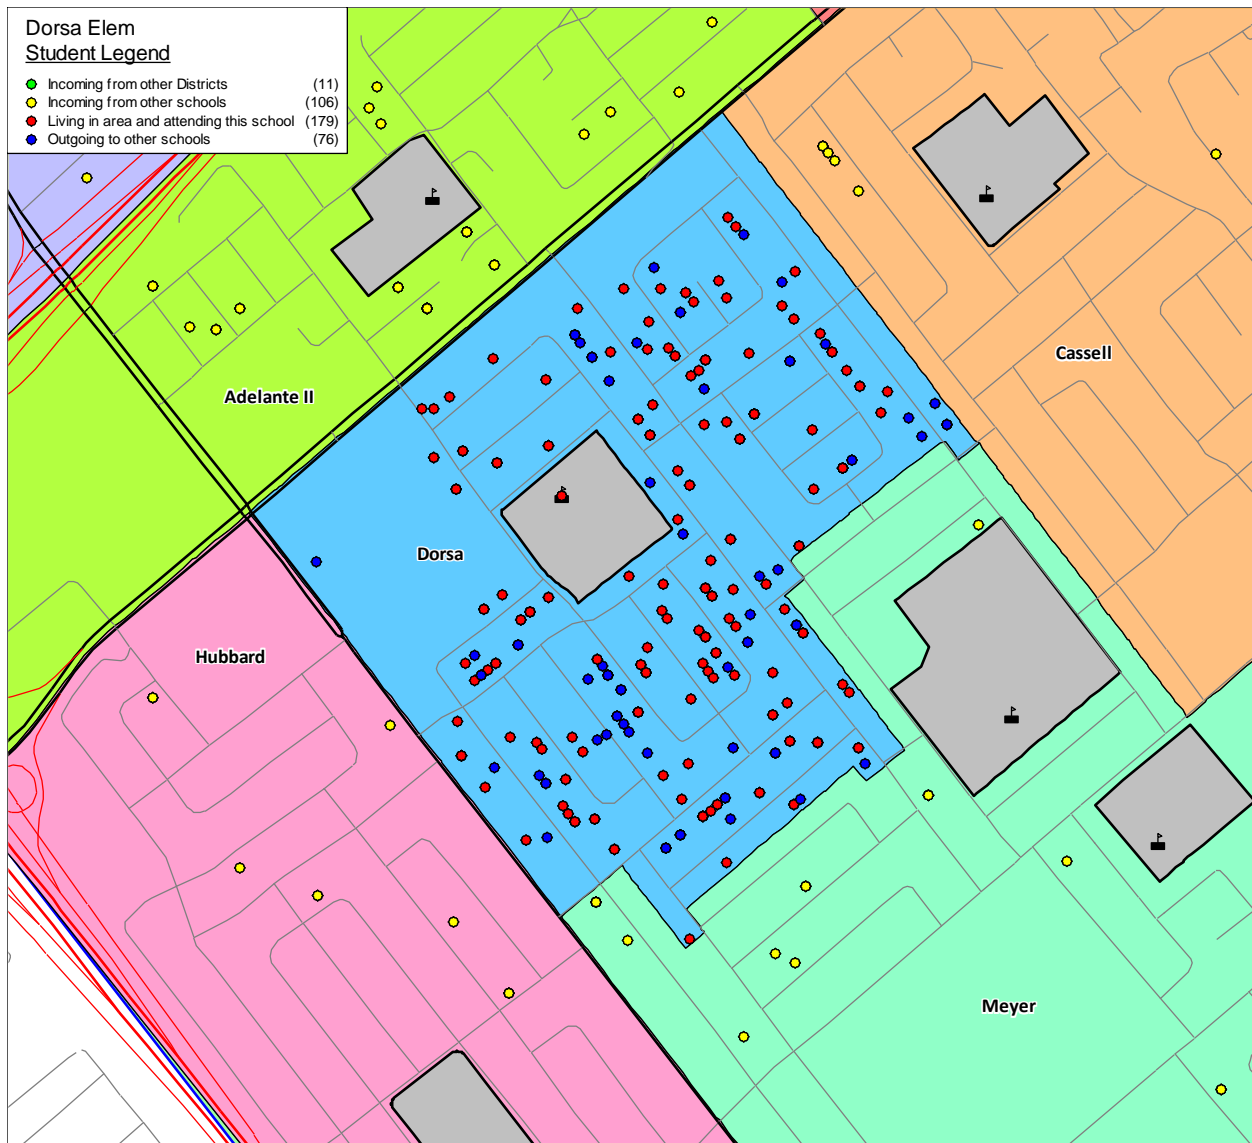 Dorsa Elem
Student Legend
Incoming from other Districts (11)
Incoming from other schools (106)
Living in area and attending this school (179)
Outgoing to other schools (76)
Cassell
Adelante II
Dorsa
Hubbard
Meyer